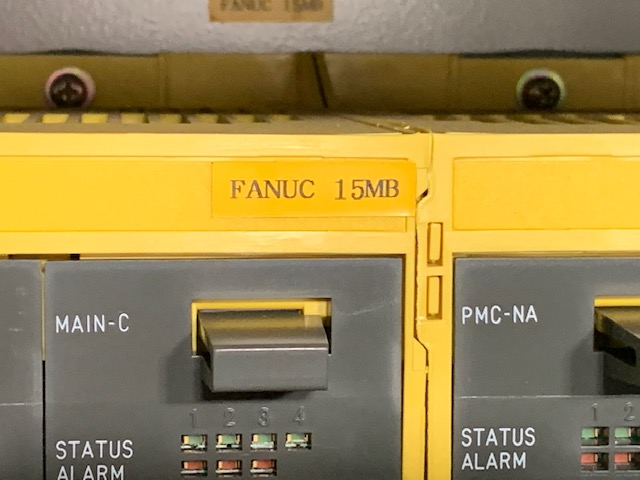 FANUC 15MB
FANUC 15MB
MAIN-C
PMC-NA
1 2 3 4
STATUS
ALARM
1 2
STATUS
ALARM